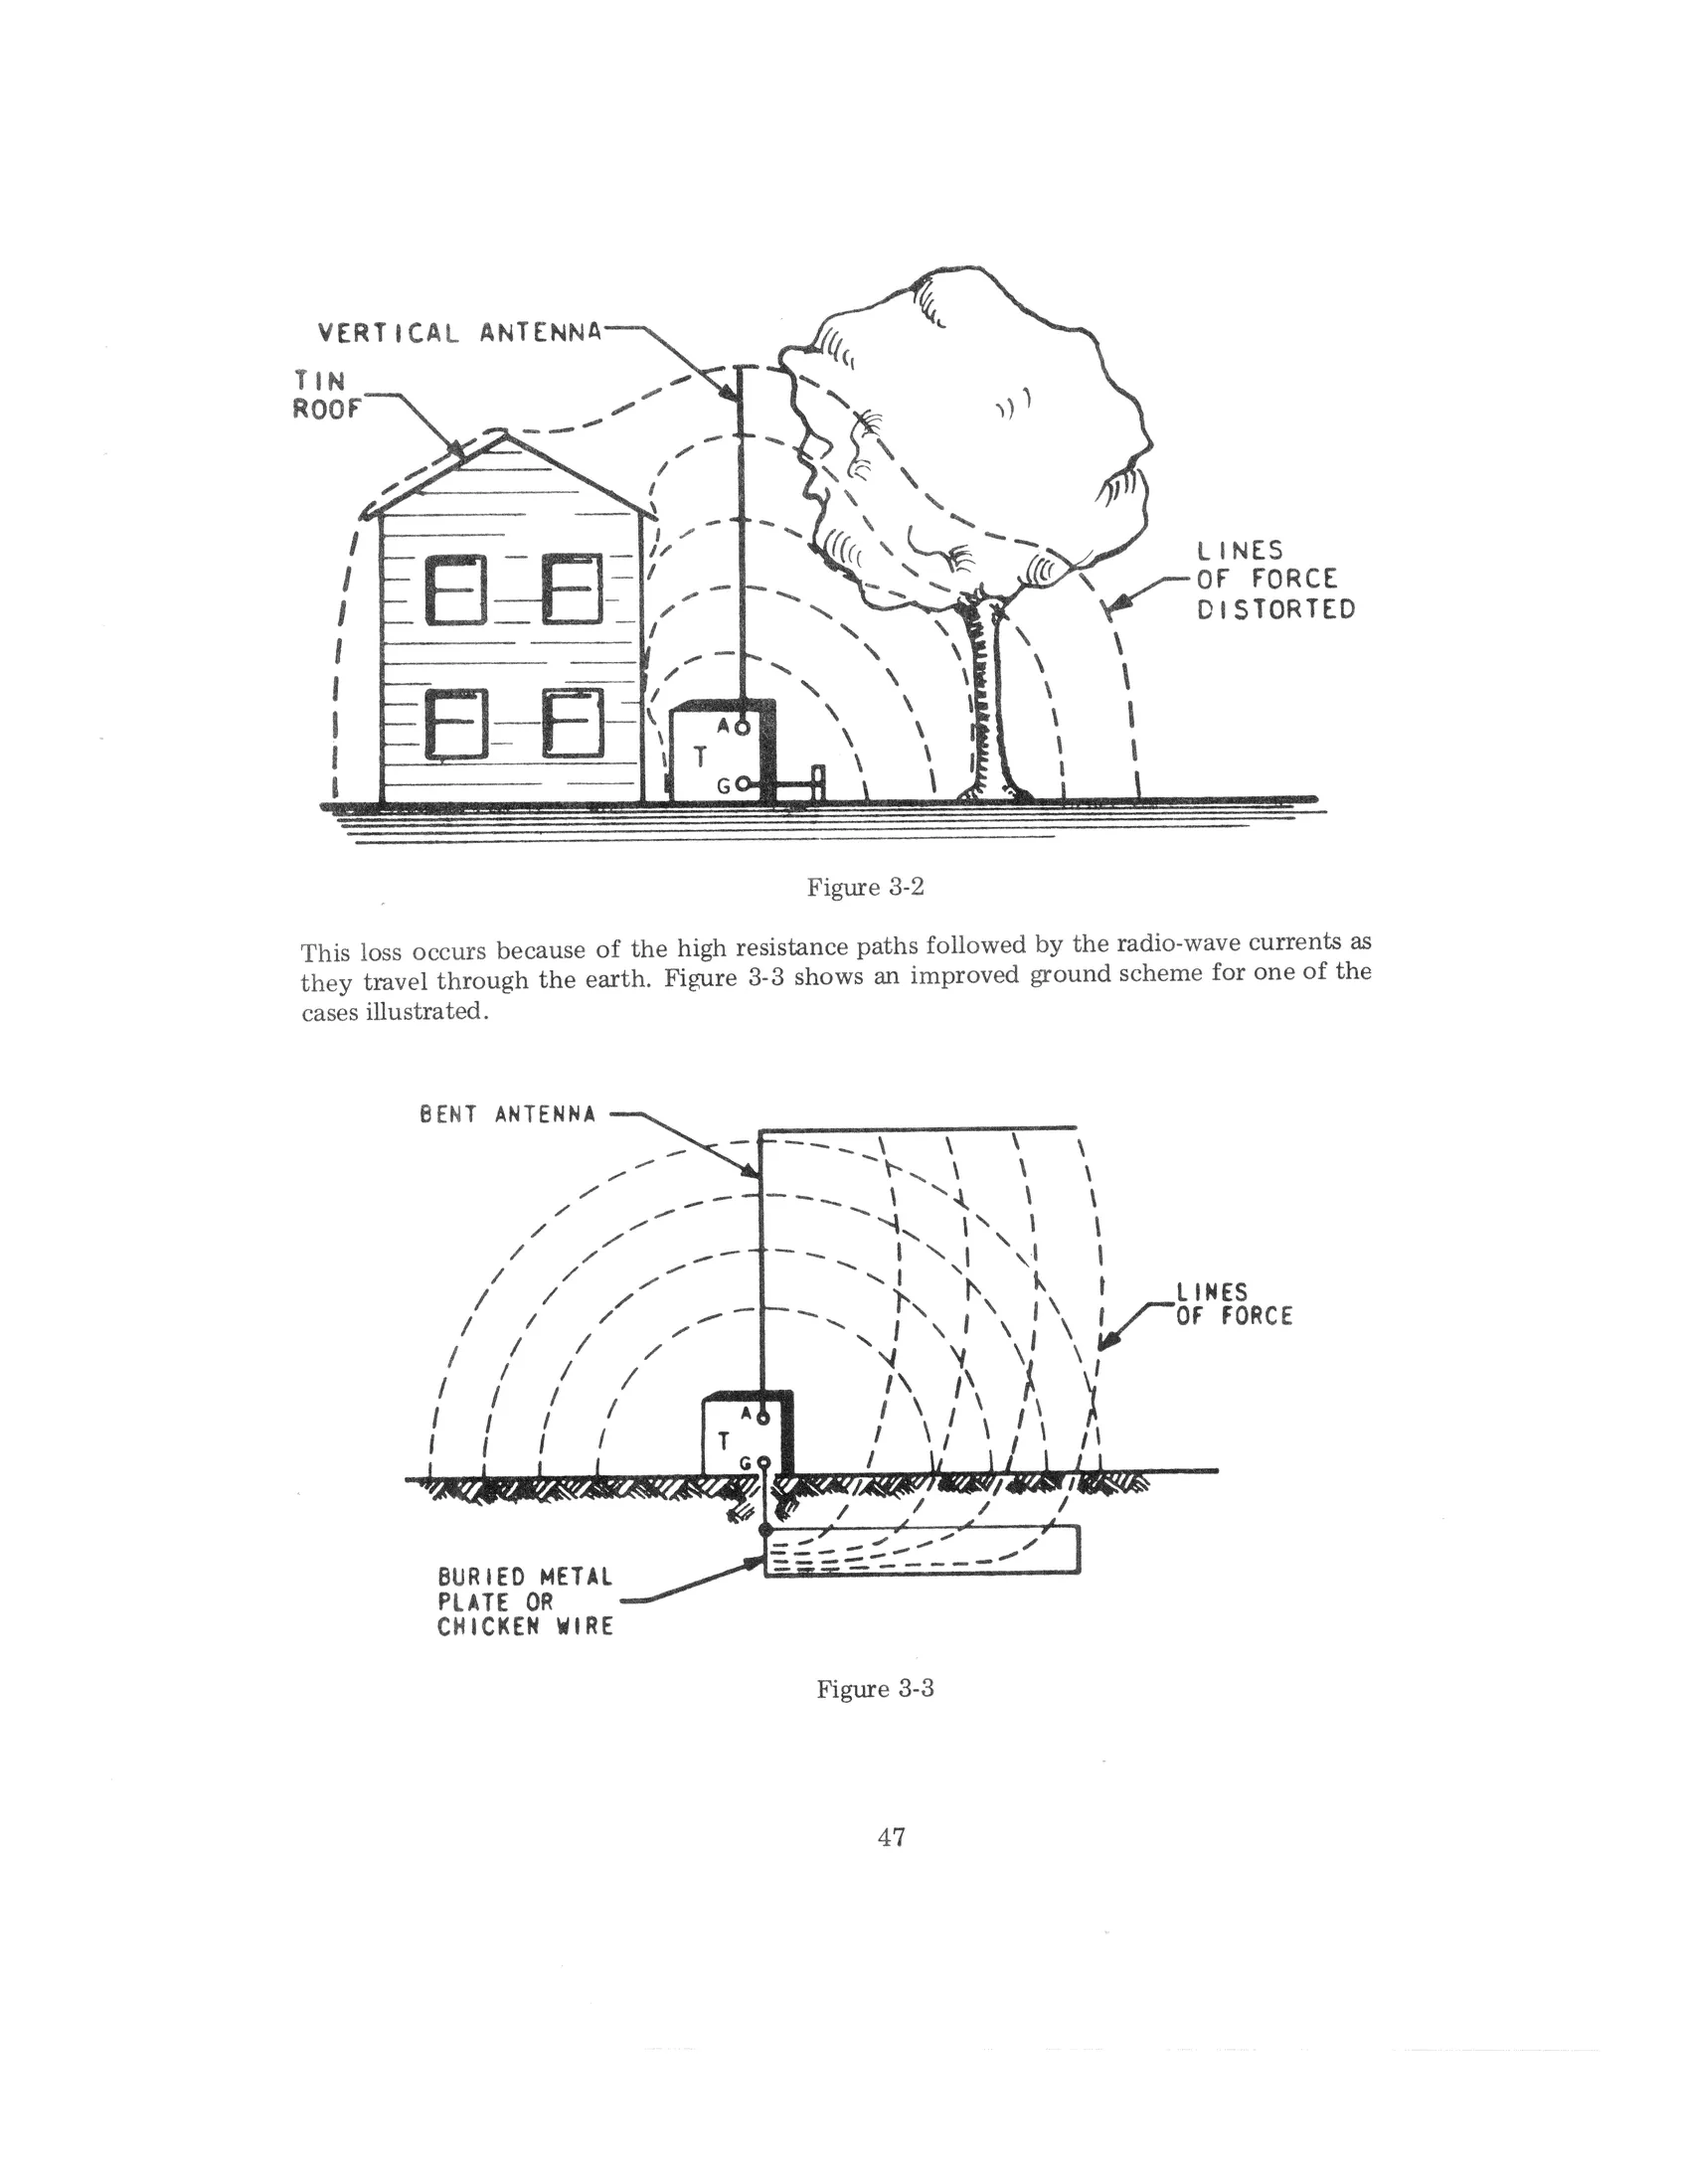 VERTICAL ANTENNA
TIN
ROOF
LINES
OF FORCE
DISTORTED
A
T
G
Figure 3-2
This loss occurs because of the high resistance paths followed by the radio-wave currents as
they travel through the earth. Figure 3-3 shows an improved ground scheme for one of the
cases illustrated.
BENT ANTENNA
LINES
OF FORCE
A
T
G
BURIED METAL
PLATE OR
CHICKEN WIRE
Figure 3-3
47